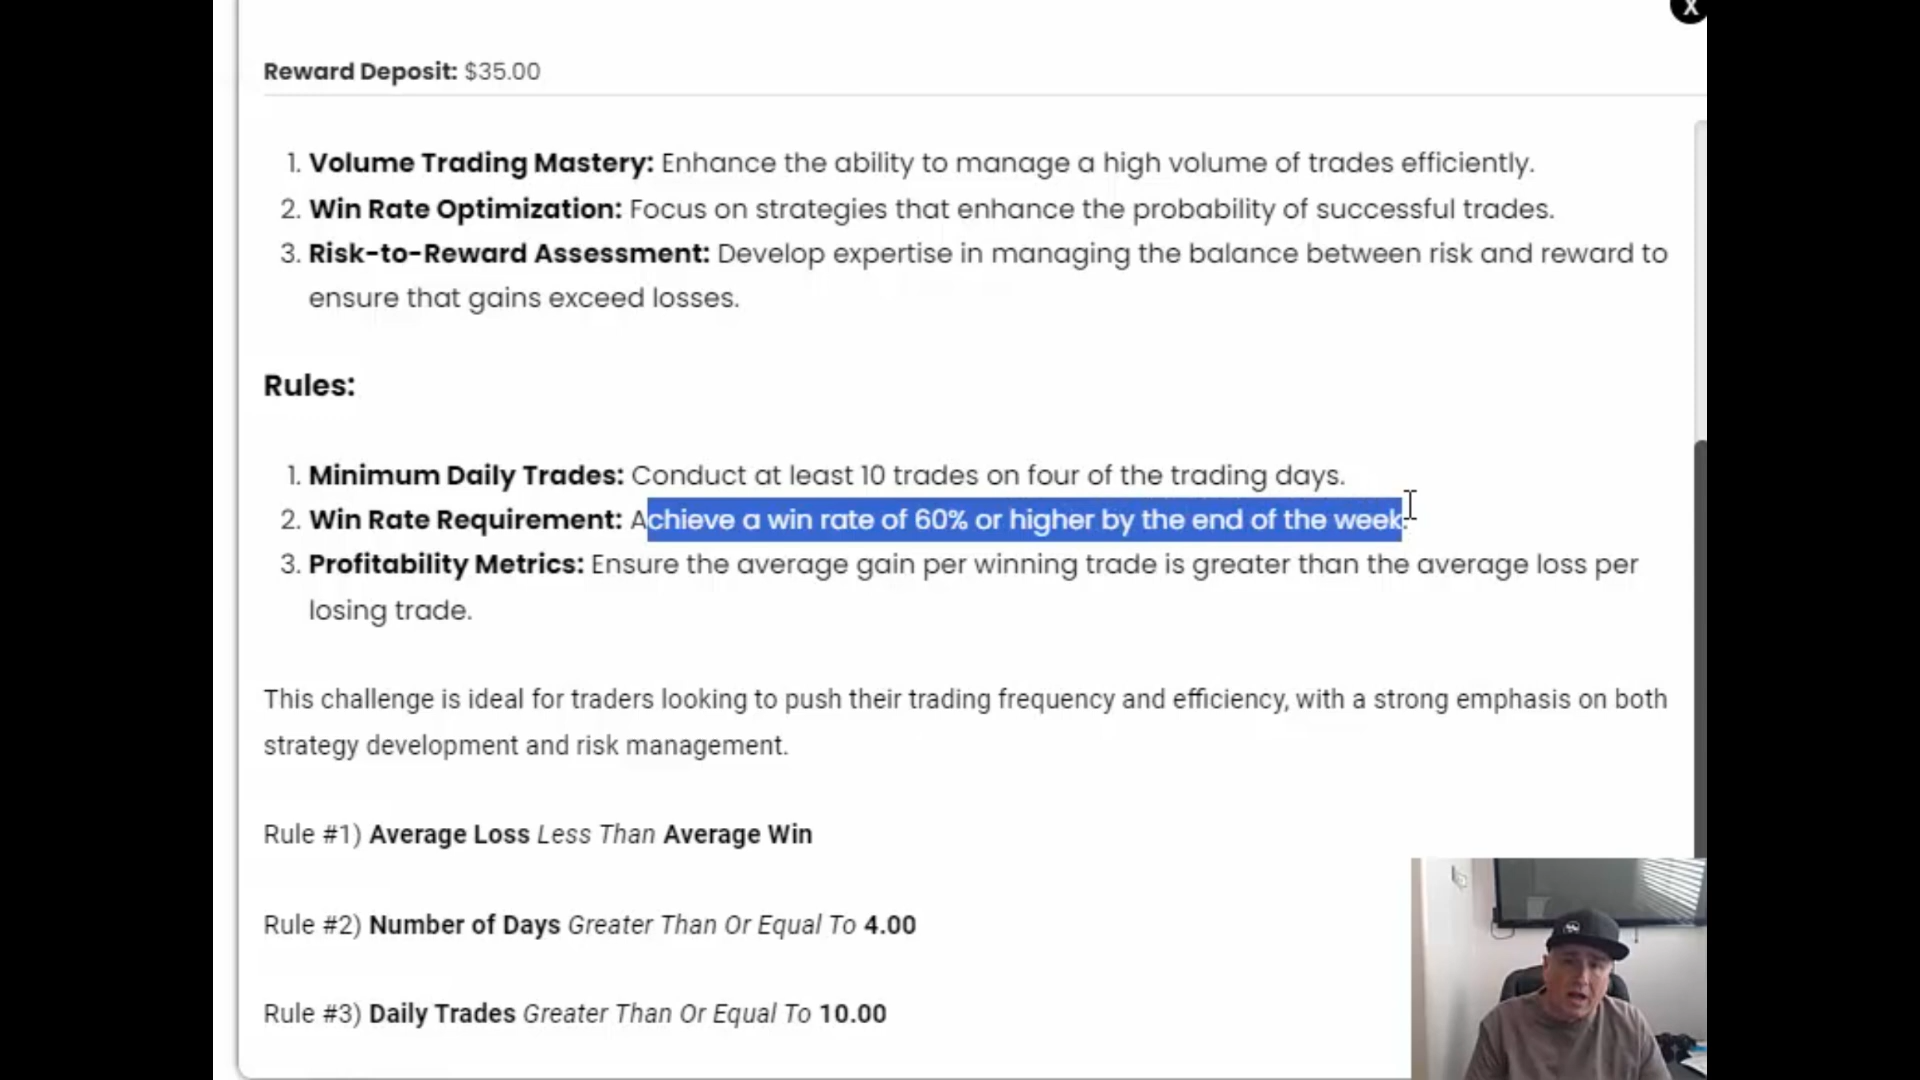 X
Reward Deposit: $35.00
1. Volume Trading Mastery: Enhance the ability to manage a high volume of trades efficiently.
2. Win Rate Optimization: Focus on strategies that enhance the probability of successful trades.
3. Risk-to-Reward Assessment: Develop expertise in managing the balance between risk and reward to
ensure that gains exceed losses.
Rules:
1. Minimum Daily Trades: Conduct at least 10 trades on four of the trading days.
2. Win Rate Requirement: Achieve a win rate of 60% or higher by the end of the week.
3. Profitability Metrics: Ensure the average gain per winning trade is greater than the average loss per
losing trade.
This challenge is ideal for traders looking to push their trading frequency and efficiency, with a strong emphasis on both
strategy development and risk management.
Rule #1) Average Loss Less Than Average Win
Rule #2) Number of Days Greater Than Or Equal To 4.00
Rule #3) Daily Trades Greater Than Or Equal To 10.00